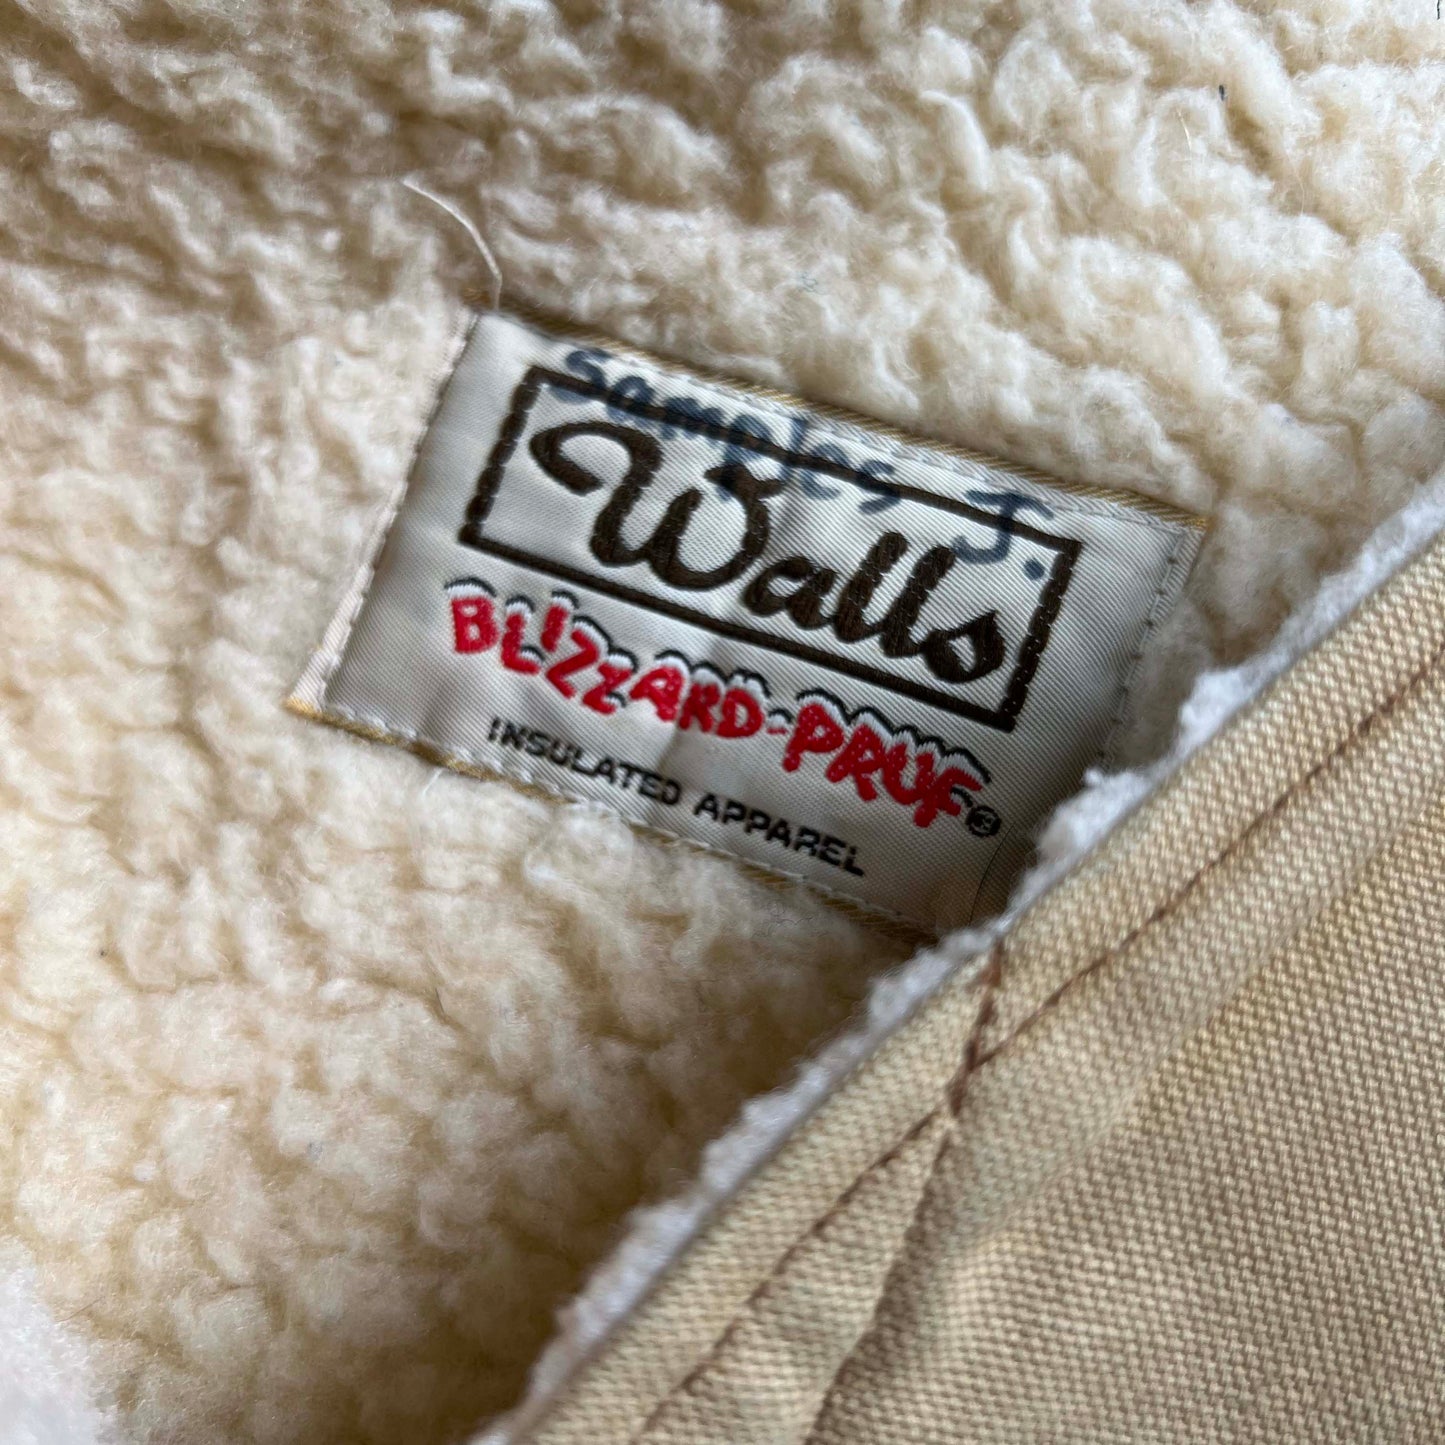 Samples J.
Walls
BLIZZARD-PRUF®
INSULATED APPAREL